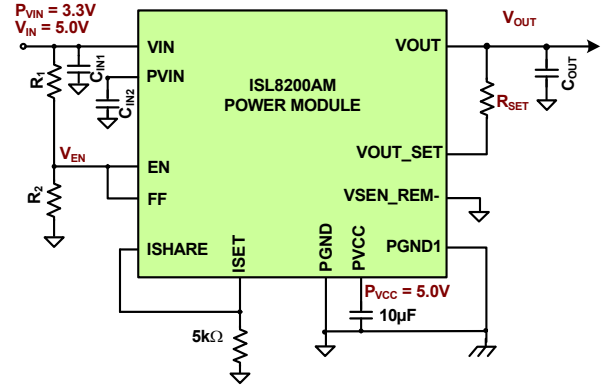 PVIN = 3.3V
VIN = 5.0V
VOUT
VIN
VOUT
CIN1
R1
PVIN
CIN2
ISL8200AM
POWER MODULE
COUT
RSET
VEN
VOUT_SET
EN
R2
FF
VSEN_REM-
ISHARE
ISET
PGND
PVCC
PGND1
PVCC = 5.0V
10µF
5kΩ